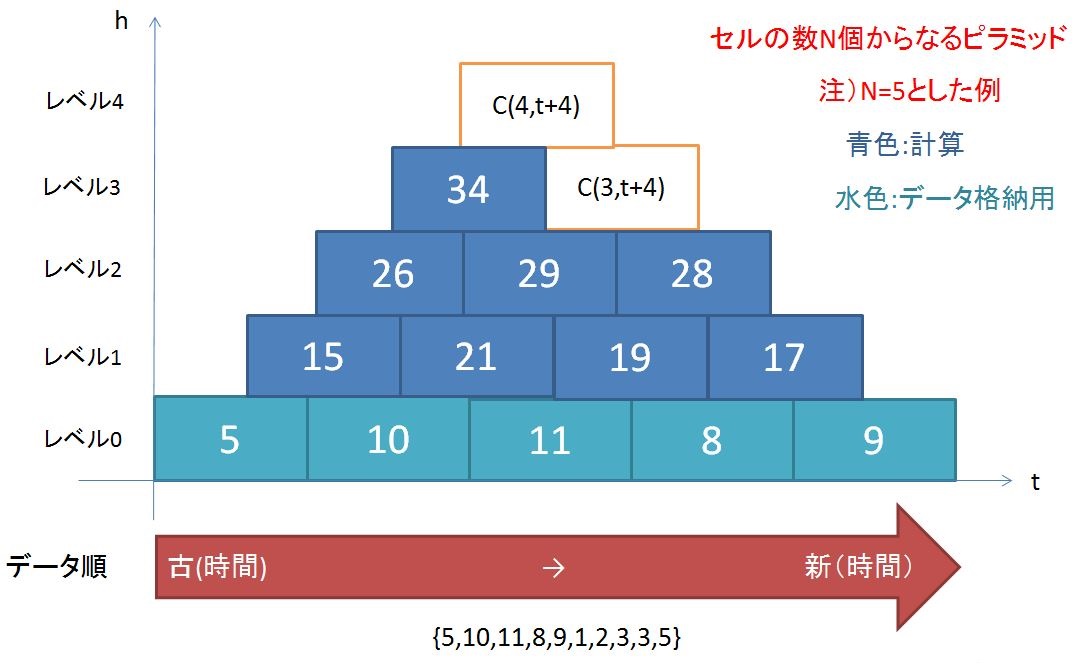 h
セルの数N個からなるピラミッド
レベル4
C(4,t+4)
注）N=5とした例
青色:計算
レベル3
34
C(3,t+4)
水色:データ格納用
レベル2
26 29 28
レベル1
15 21 19 17
レベル0
5 10 11 8 9
t
データ順
古(時間) → 新（時間）
{5,10,11,8,9,1,2,3,3,5}